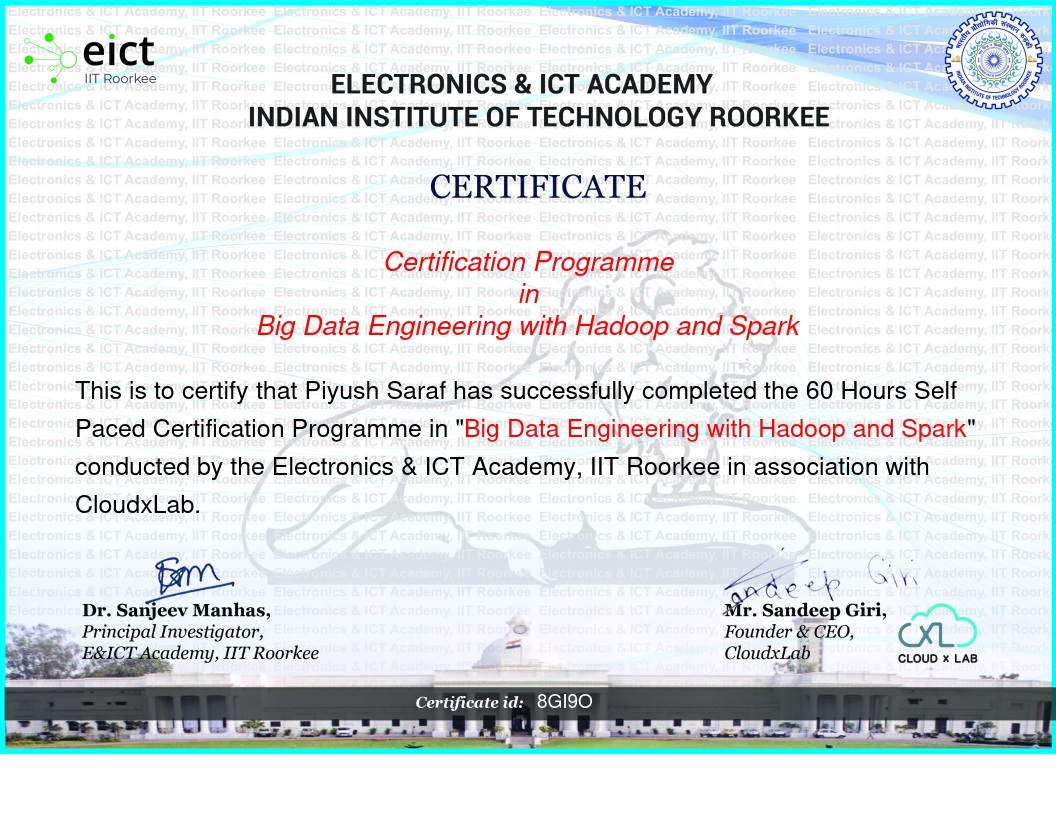 eict
IIT Roorkee
ELECTRONICS & ICT ACADEMY
INDIAN INSTITUTE OF TECHNOLOGY ROORKEE
CERTIFICATE
Certification Programme
in
Big Data Engineering with Hadoop and Spark
This is to certify that Piyush Saraf has successfully completed the 60 Hours Self
Paced Certification Programme in "Big Data Engineering with Hadoop and Spark"
conducted by the Electronics & ICT Academy, IIT Roorkee in association with
CloudxLab.
Sandeep Giri
Dr. Sanjeev Manhas,
Principal Investigator,
E&ICT Academy, IIT Roorkee
Mr. Sandeep Giri,
Founder & CEO,
CloudxLab
CLOUD x LAB
Certificate id: 8GI9O